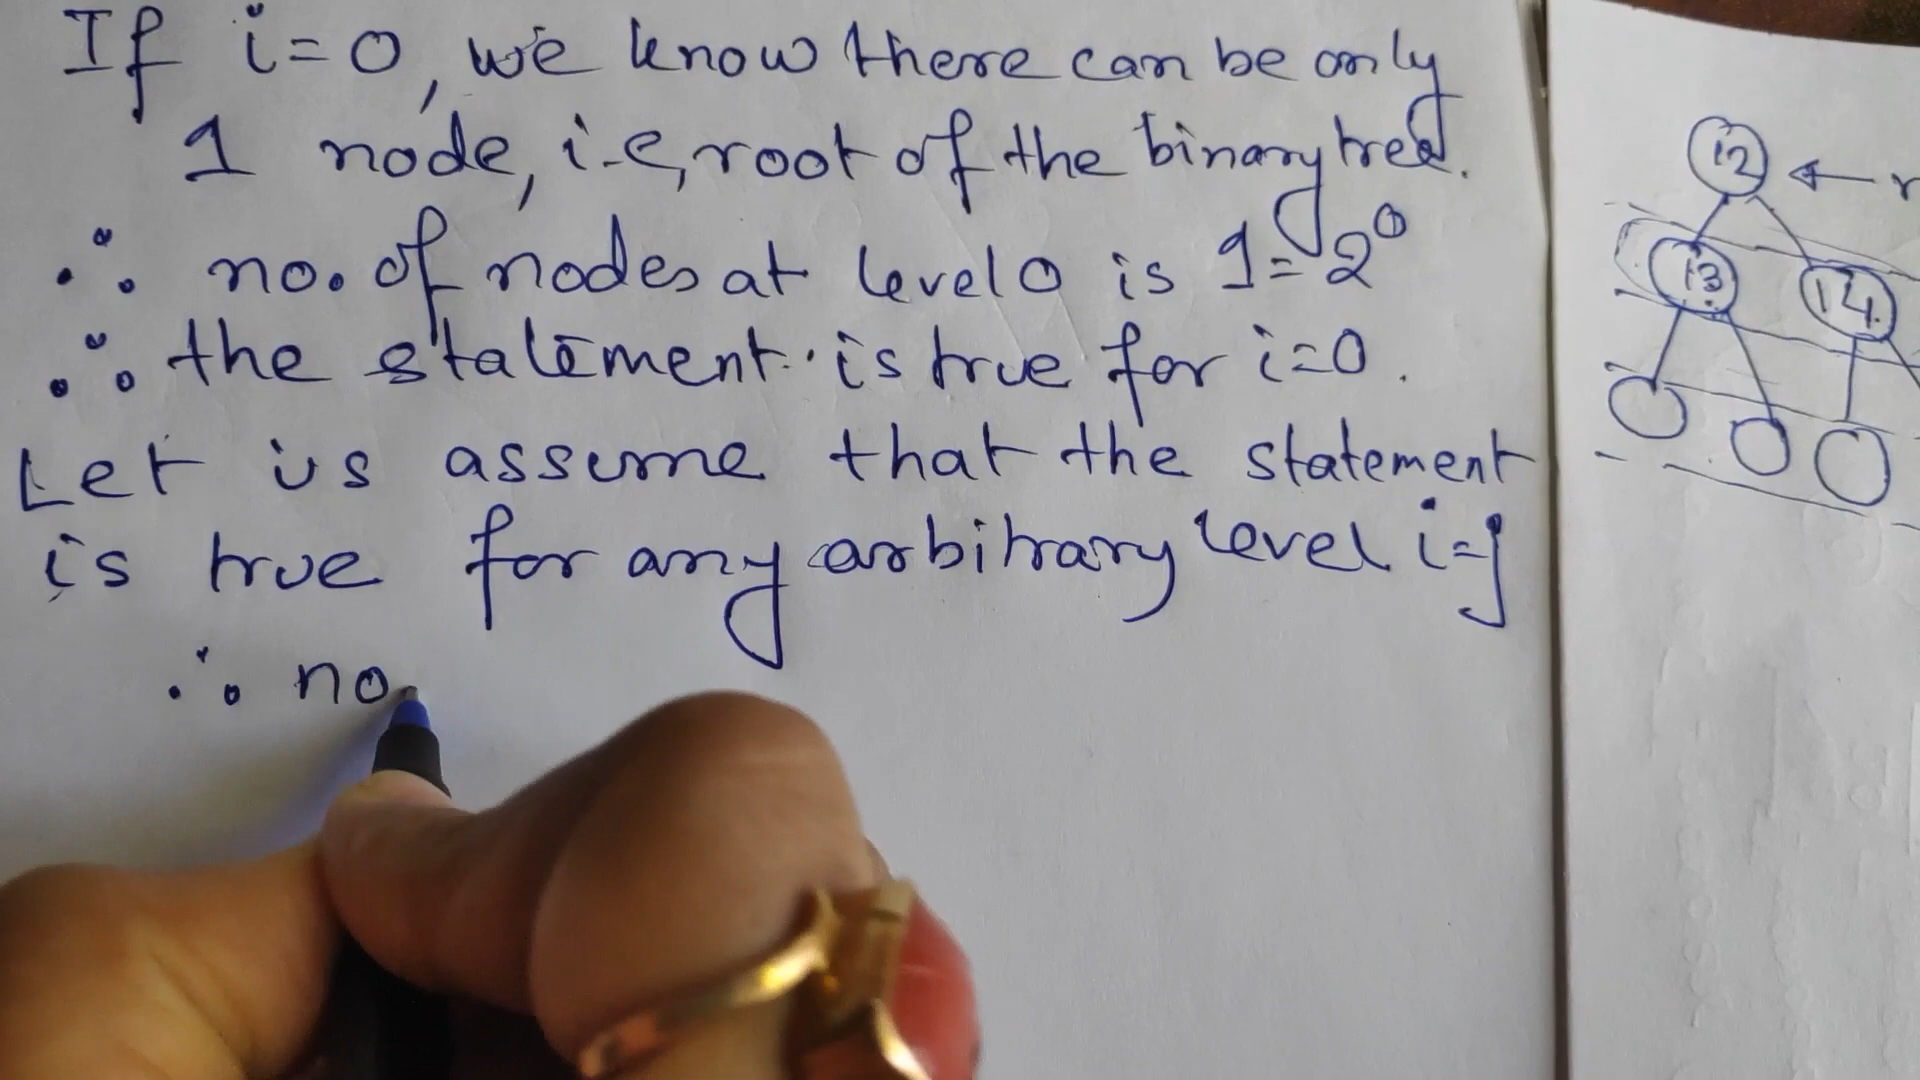 If i=0, we know there can be only
1 node, i.e, root of the binary tree.
∴ no. of nodes at level 0 is 1=2⁰
∴ the statement is true for i=0.
Let us assume that the statement
is true for any arbitrary level i=j
∴ no.
12 ← r
13 14